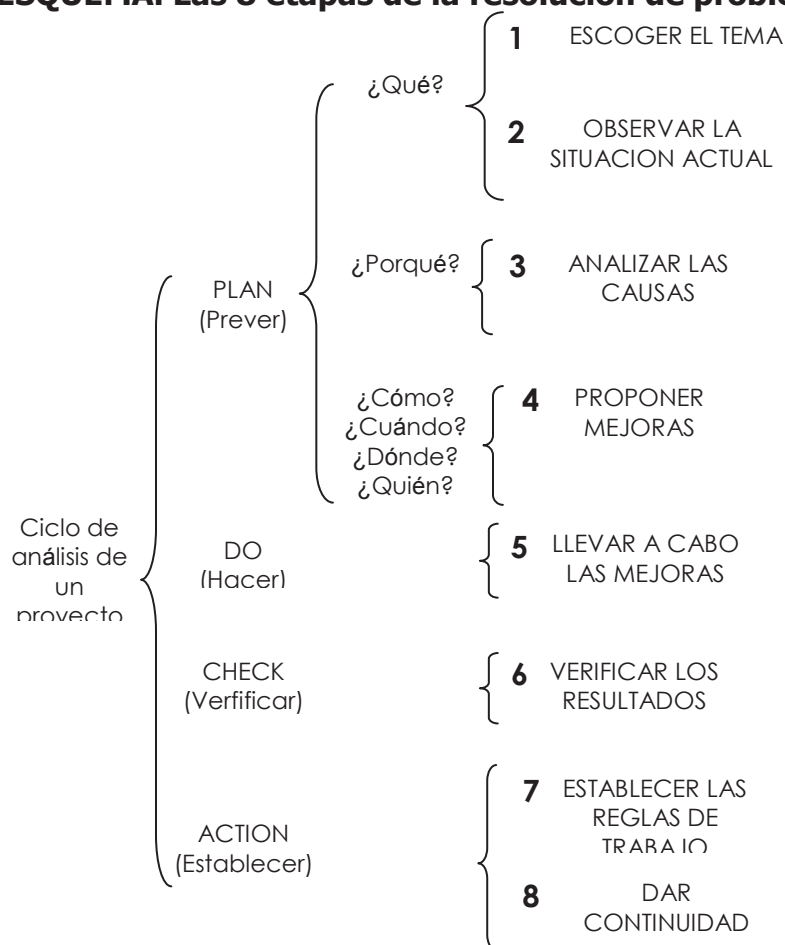 ESQUEMA: Las 8 etapas de la resolución de proble
1 ESCOGER EL TEMA
¿Qué?
2 OBSERVAR LA
SITUACION ACTUAL
¿Porqué?
3 ANALIZAR LAS
CAUSAS
PLAN
(Prever)
¿Cómo?
¿Cuándo?
¿Dónde?
¿Quién?
4 PROPONER
MEJORAS
Ciclo de
análisis de
un
proyecto
DO
(Hacer)
5 LLEVAR A CABO
LAS MEJORAS
CHECK
(Verfificar)
6 VERIFICAR LOS
RESULTADOS
ACTION
(Establecer)
7 ESTABLECER LAS
REGLAS DE
TRABAJO
8 DAR
CONTINUIDAD